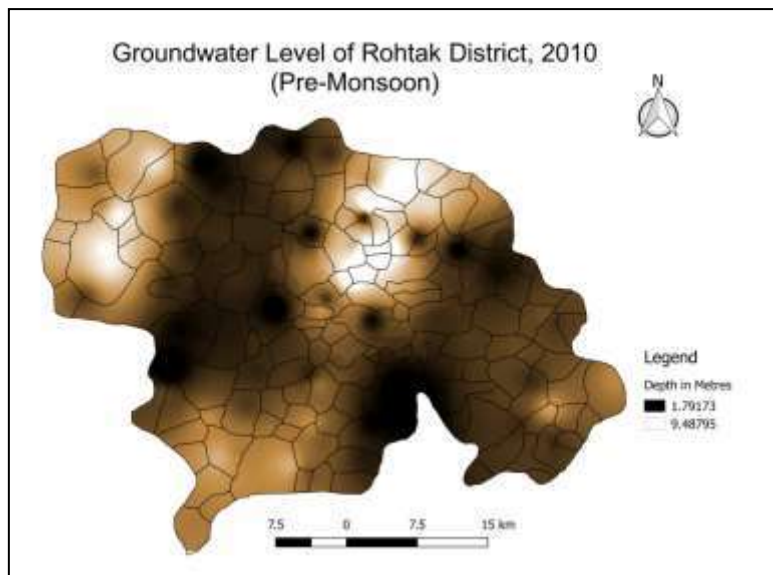 Groundwater Level of Rohtak District, 2010
(Pre-Monsoon)
N
Legend
Depth in Metres
1.79173
9.48795
7.5 0 7.5 15 km